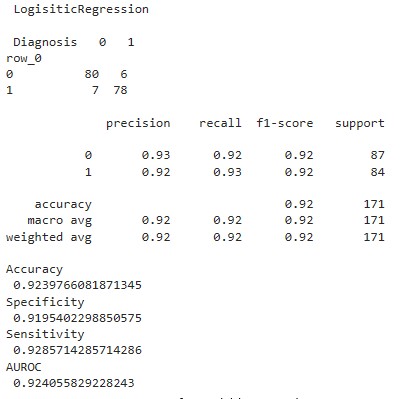 LogisiticRegression
Diagnosis 0 1
row_0
0 80 6
1 7 78
precision recall f1-score support
0 0.93 0.92 0.92 87
1 0.92 0.93 0.92 84
accuracy 0.92 171
macro avg 0.92 0.92 0.92 171
weighted avg 0.92 0.92 0.92 171
Accuracy
0.9239766081871345
Specificity
0.9195402298850575
Sensitivity
0.9285714285714286
AUROC
0.924055829228243